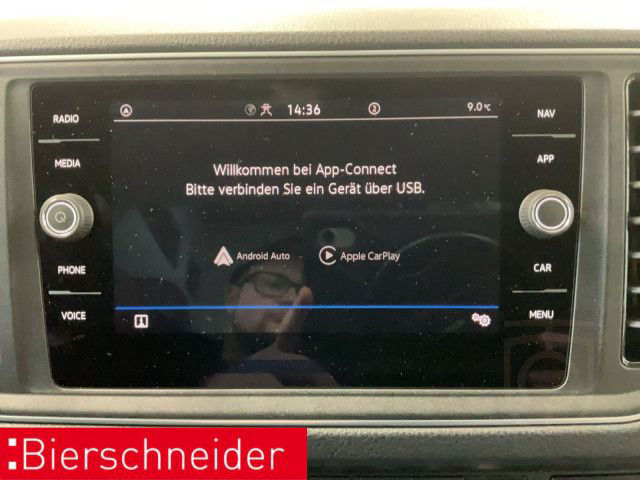 14:36
2
9.0°C
RADIO
MEDIA
PHONE
VOICE
Willkommen bei App-Connect
Bitte verbinden Sie ein Gerät über USB.
Android Auto
Apple CarPlay
NAV
APP
CAR
MENU
Bierschneider